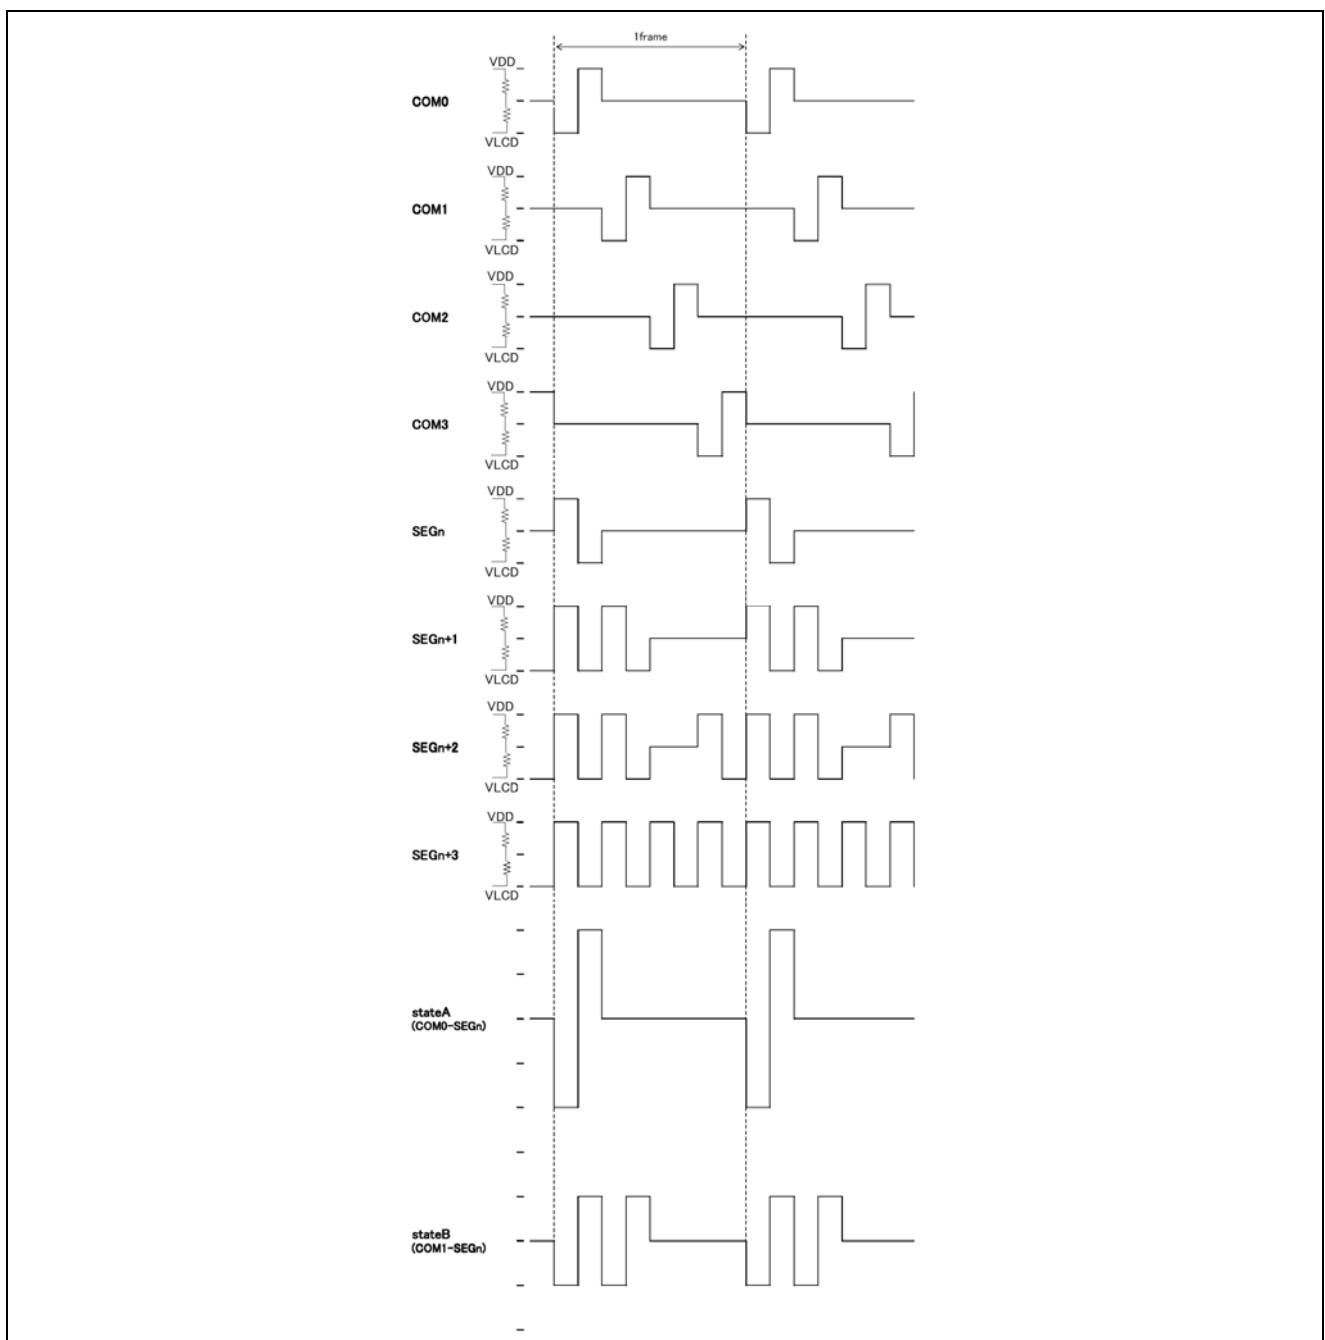 1frame
VDD
COM0
VLCD
VDD
COM1
VLCD
VDD
COM2
VLCD
VDD
COM3
VLCD
VDD
SEGn
VLCD
VDD
SEGn+1
VLCD
VDD
SEGn+2
VLCD
VDD
SEGn+3
VLCD
stateA
(COM0-SEGn)
stateB
(COM1-SEGn)